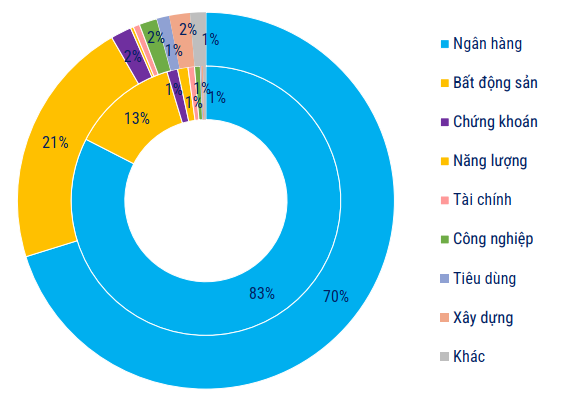 2%
2%
1%
2%
1%
21%
13%
1%
1%
1%
1%
83%
70%
Ngân hàng
Bất động sản
Chứng khoán
Năng lượng
Tài chính
Công nghiệp
Tiêu dùng
Xây dựng
Khác